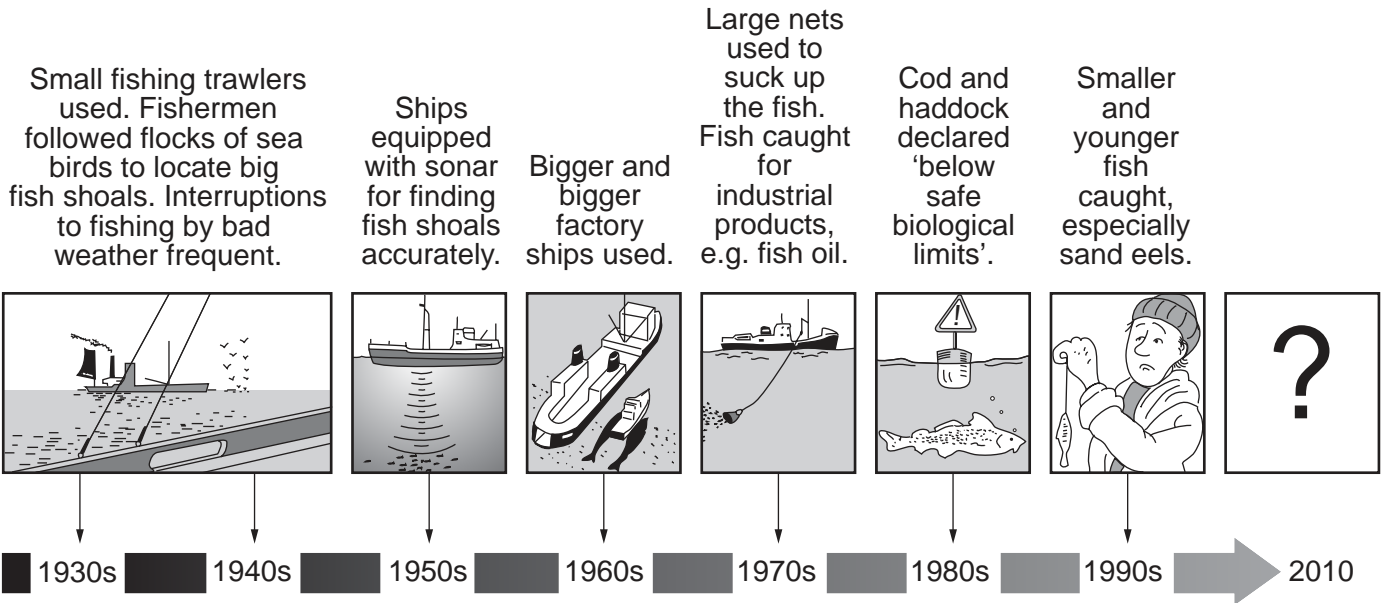 Small fishing trawlers
used. Fishermen
followed flocks of sea
birds to locate big
fish shoals. Interruptions
to fishing by bad
weather frequent.
Ships
equipped
with sonar
for finding
fish shoals
accurately.
Bigger and
bigger
factory
ships used.
Large nets
used to
suck up
the fish.
Fish caught
for
industrial
products,
e.g. fish oil.
Cod and
haddock
declared
‘below
safe
biological
limits’.
Smaller
and
younger
fish
caught,
especially
sand eels.
!
?
1930s 1940s 1950s 1960s 1970s 1980s 1990s 2010